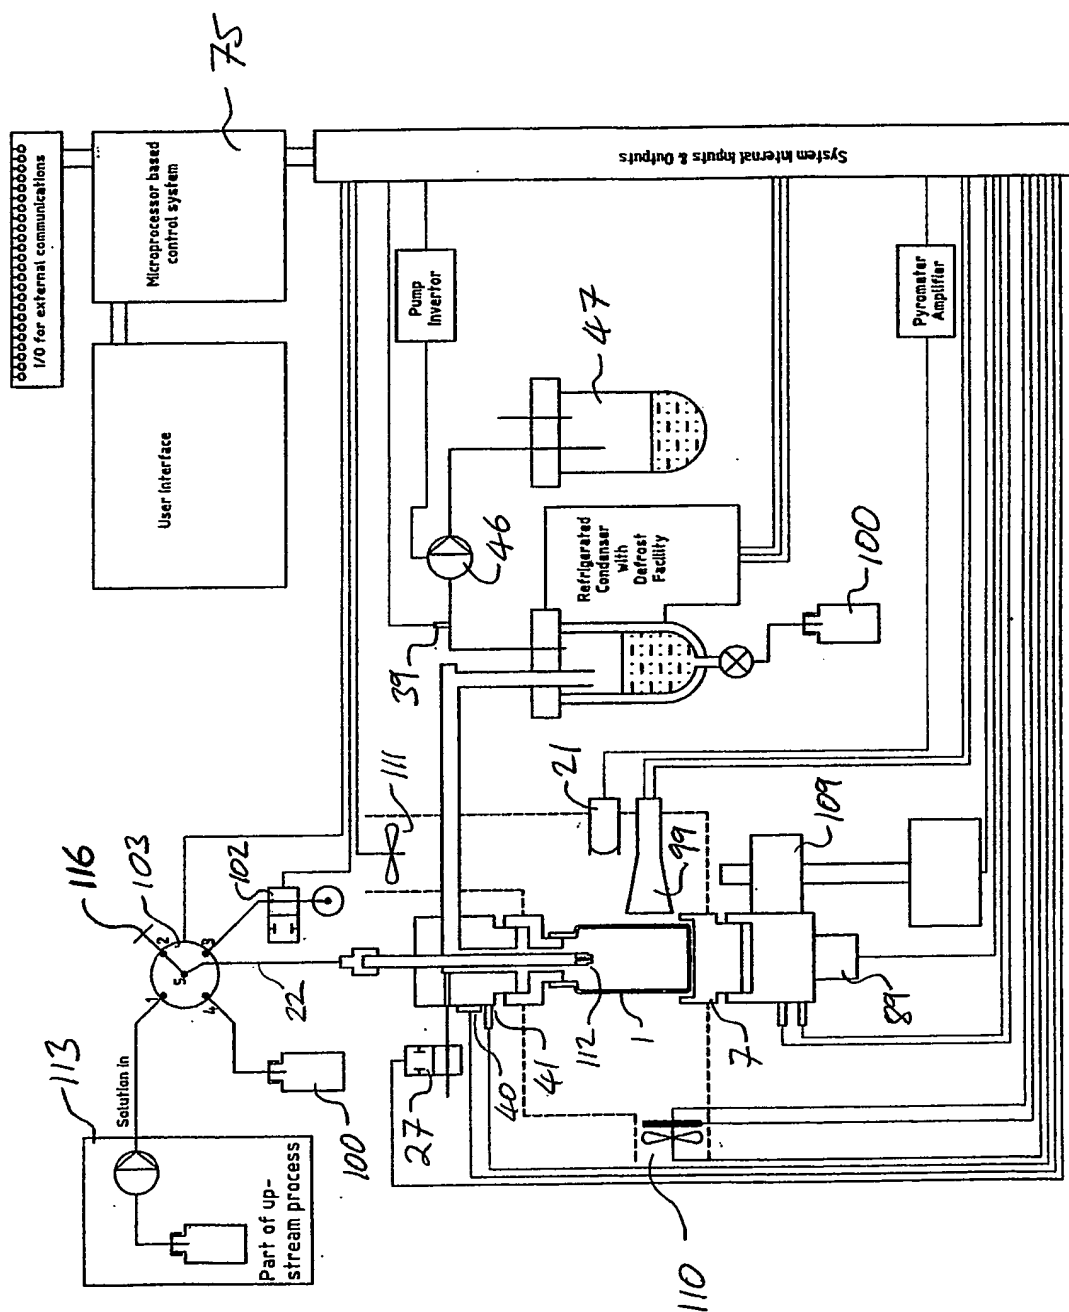 I/O for external communications
Microprocessor based
control system
75
User Interface
System Internal Inputs & Outputs
Pump
Invertor
Pyrometer
Amplifier
47
46
Refrigerated
Condenser
with
Defrost
Facility
100
39
111
21
99
109
116
103
102
2
3
1
4
5
22
Solution in
113
Part of up-
stream process
100
27
40
41
112
1
7
89
110